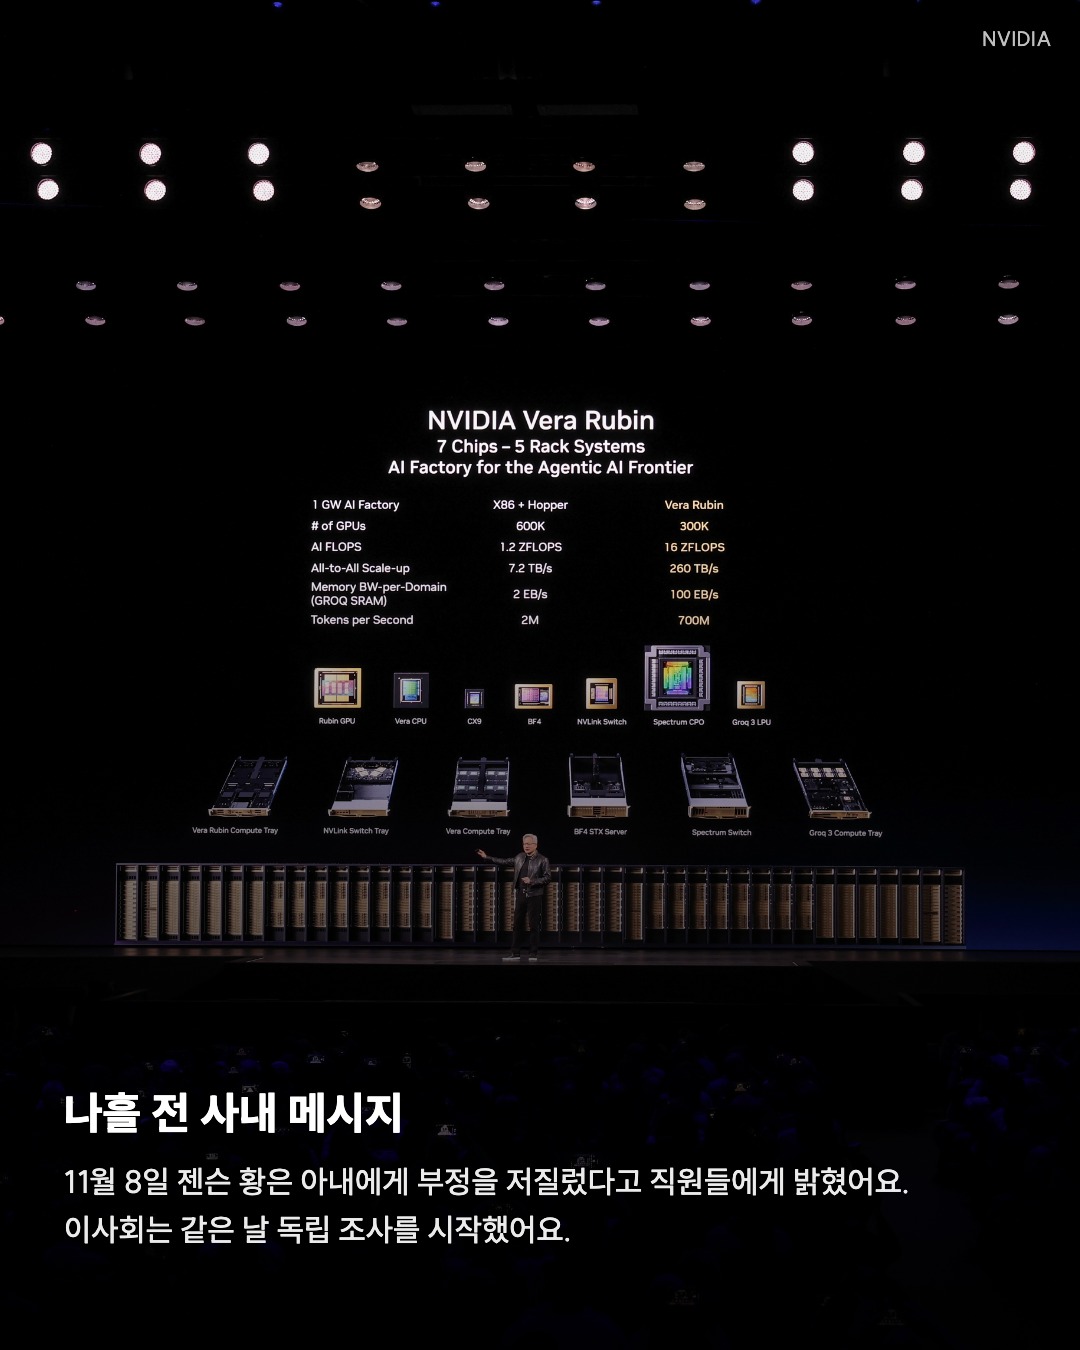 NVIDIA
NVIDIA Vera Rubin
7 Chips – 5 Rack Systems
AI Factory for the Agentic AI Frontier
1 GW AI Factory X86 + Hopper Vera Rubin
# of GPUs 600K 300K
AI FLOPS 1.2 ZFLOPS 16 ZFLOPS
All-to-All Scale-up 7.2 TB/s 260 TB/s
Memory BW-per-Domain
(GROQ SRAM) 2 EB/s 100 EB/s
Tokens per Second 2M 700M
Rubin GPU Vera CPU CX9 BF4 NVLink Switch Spectrum CPO Groq 3 LPU
Vera Rubin Compute Tray NVLink Switch Tray Vera Compute Tray BF4 STX Server Spectrum Switch Groq 3 Compute Tray
나흘 전 사내 메시지
11월 8일 젠슨 황은 아내에게 부정을 저질렀다고 직원들에게 밝혔어요.
이사회는 같은 날 독립 조사를 시작했어요.